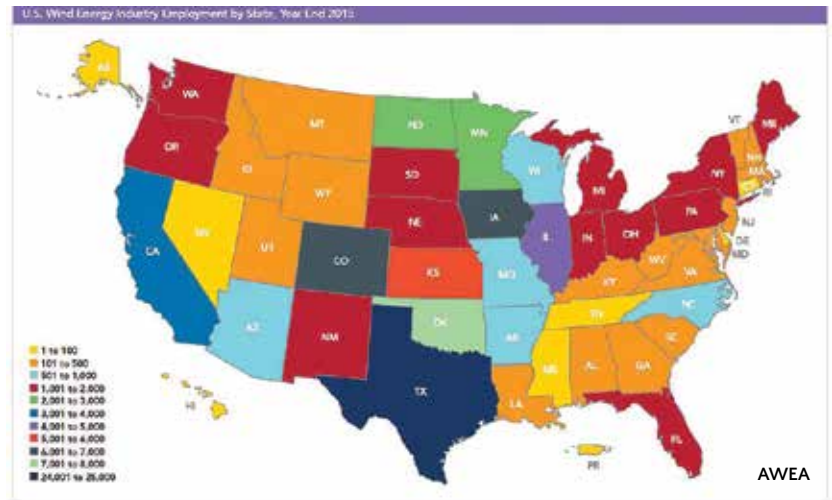 U.S. Wind Energy Industry Employment by State, Year End 2015
AK
WA
MT
ND
MN
VT
ME
OR
ID
SD
WI
NH
MA
NY
WY
MI
CT
RI
NE
IA
PA
NJ
NV
IL
IN
OH
DE
MD
UT
CA
CO
KS
MO
WV
VA
KY
NC
TN
AZ
OK
AR
NM
SC
MS
AL
GA
TX
LA
HI
FL
PR
1 to 100
101 to 500
501 to 1,000
1,001 to 2,000
2,001 to 3,000
3,001 to 4,000
4,001 to 5,000
5,001 to 6,000
6,001 to 7,000
7,001 to 8,000
24,001 to 25,000
AWEA